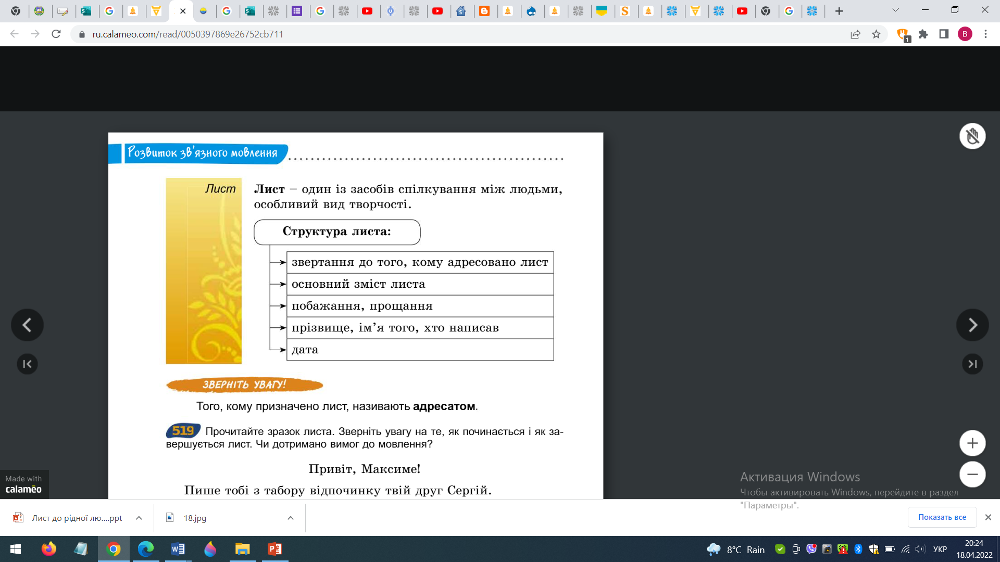 ru.calameo.com/read/0050397869e26752cb711
1
B
Розвиток зв'язного мовлення
Лист
Лист – один із засобів спілкування між людьми,
особливий вид творчості.
Структура листа:
звертання до того, кому адресовано лист
основний зміст листа
побажання, прощання
прізвище, ім’я того, хто написав
дата
ЗВЕРНІТЬ УВАГУ!
Того, кому призначено лист, називають адресатом.
519 Прочитайте зразок листа. Зверніть увагу на те, як починається і як за-
вершується лист. Чи дотримано вимог до мовлення?
Привіт, Максиме!
Пише тобі з табору відпочинку твій друг Сергій.
Made with
calaméo
Активация Windows
Чтобы активировать Windows, перейдите в раздел
"Параметры".
Лист до рідної лю....ppt
18.jpg
Показать все
8°C Rain
УКР
20:24
18.04.2022